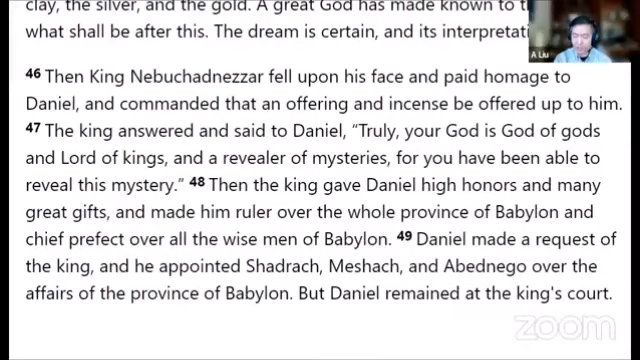 clay, the silver, and the gold. A great God has made known to
what shall be after this. The dream is certain, and its
A Liu
46 Then King Nebuchadnezzar fell upon his face and paid homage to
Daniel, and commanded that an offering and incense be offered up to him.
47 The king answered and said to Daniel, “Truly, your God is God of gods
and Lord of kings, and a revealer of mysteries, for you have been able to
reveal this mystery.” 48 Then the king gave Daniel high honors and many
great gifts, and made him ruler over the whole province of Babylon and
chief prefect over all the wise men of Babylon. 49 Daniel made a request of
the king, and he appointed Shadrach, Meshach, and Abednego over the
affairs of the province of Babylon. But Daniel remained at the king's court.
zoom